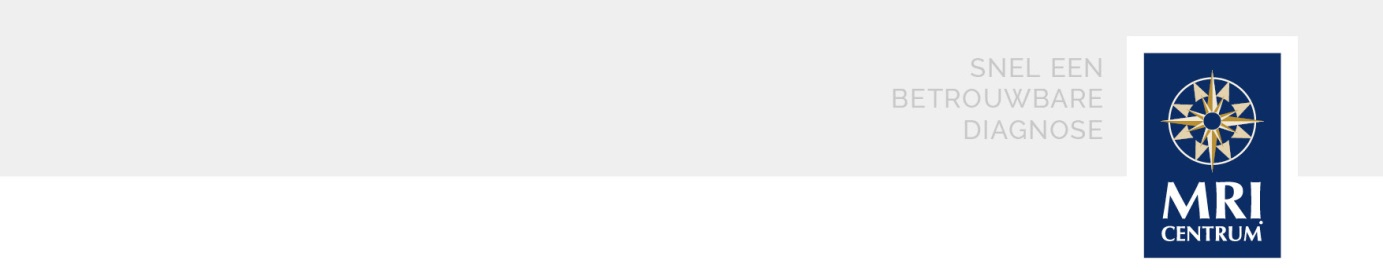 SNEL EEN
BETROUWBARE
DIAGNOSE
MRI
CENTRUM